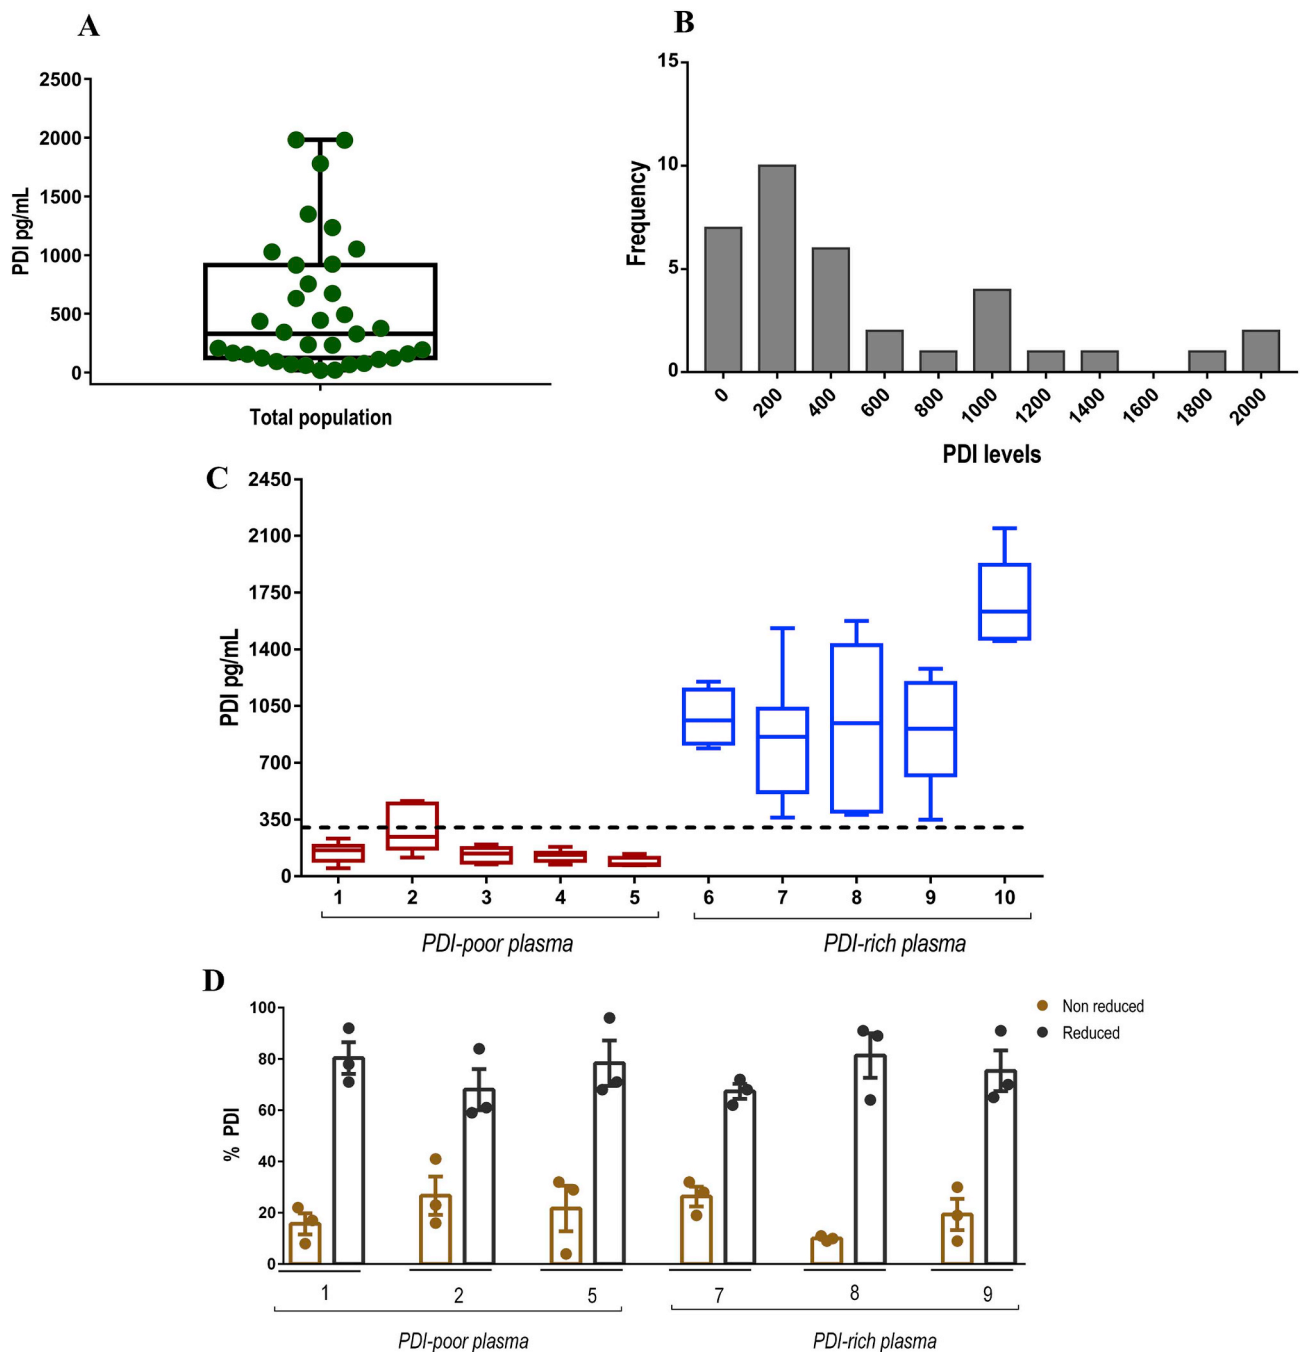 A
2500
2000
1500
1000
500
0
PDI pg/mL
Total population
B
15
10
5
0
Frequency
0 200 400 600 800 1000 1200 1400 1600 1800 2000
PDI levels
C
2450
2100
1750
1400
1050
700
350
0
PDI pg/mL
1 2 3 4 5 6 7 8 9 10
PDI-poor plasma PDI-rich plasma
D
100
80
60
40
20
0
% PDI
Non reduced
Reduced
1 2 5 7 8 9
PDI-poor plasma PDI-rich plasma